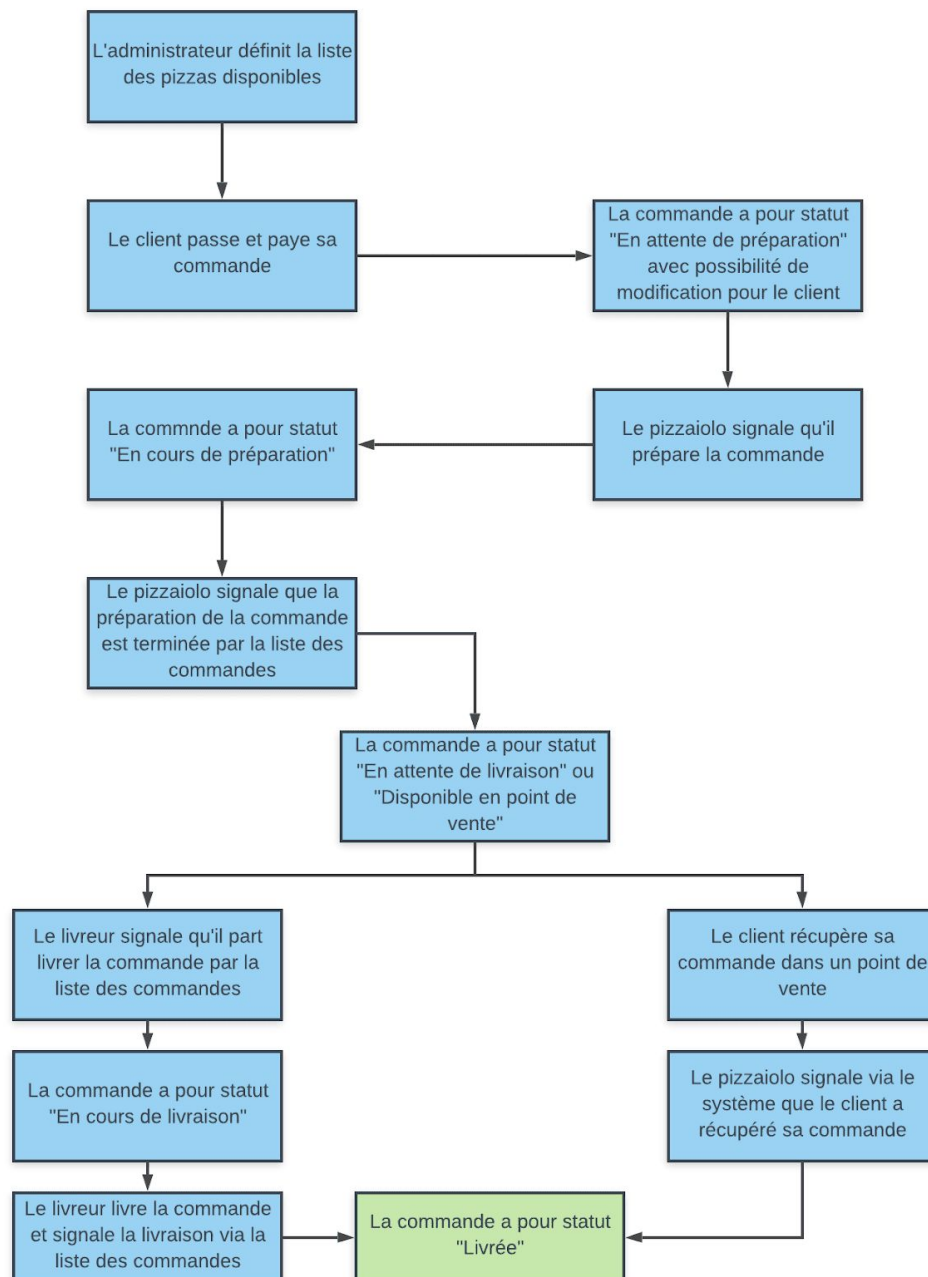 L'administrateur définit la liste
des pizzas disponibles
Le client passe et paye sa
commande
La commande a pour statut
"En attente de préparation"
avec possibilité de
modification pour le client
Le pizzaiolo signale qu'il
prépare la commande
La commnde a pour statut
"En cours de préparation"
Le pizzaiolo signale que la
préparation de la commande
est terminée par la liste des
commandes
La commande a pour statut
"En attente de livraison" ou
"Disponible en point de
vente"
Le livreur signale qu'il part
livrer la commande par la
liste des commandes
La commande a pour statut
"En cours de livraison"
Le livreur livre la commande
et signale la livraison via la
liste des commandes
Le client récupère sa
commande dans un point de
vente
Le pizzaiolo signale via le
système que le client a
récupéré sa commande
La commande a pour statut
"Livrée"